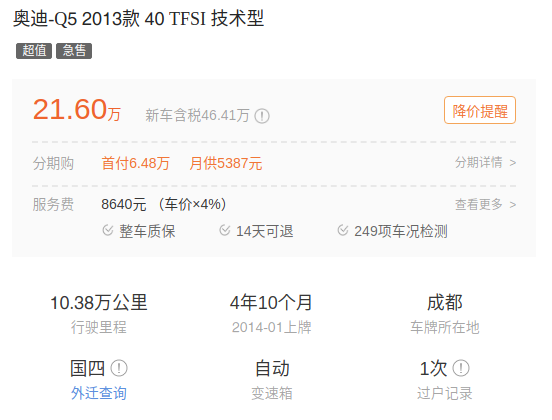 奥迪-Q5 2013款 40 TFSI 技术型
超值 急售
21.60万 新车含税46.41万 降价提醒
分期购 首付6.48万 月供5387元 分期详情 >
服务费 8640元 （车价×4%） 查看更多 >
整车质保 14天可退 249项车况检测
10.38万公里 4年10个月 成都
行驶里程 2014-01上牌 车牌所在地
国四 自动 1次
外迁查询 变速箱 过户记录